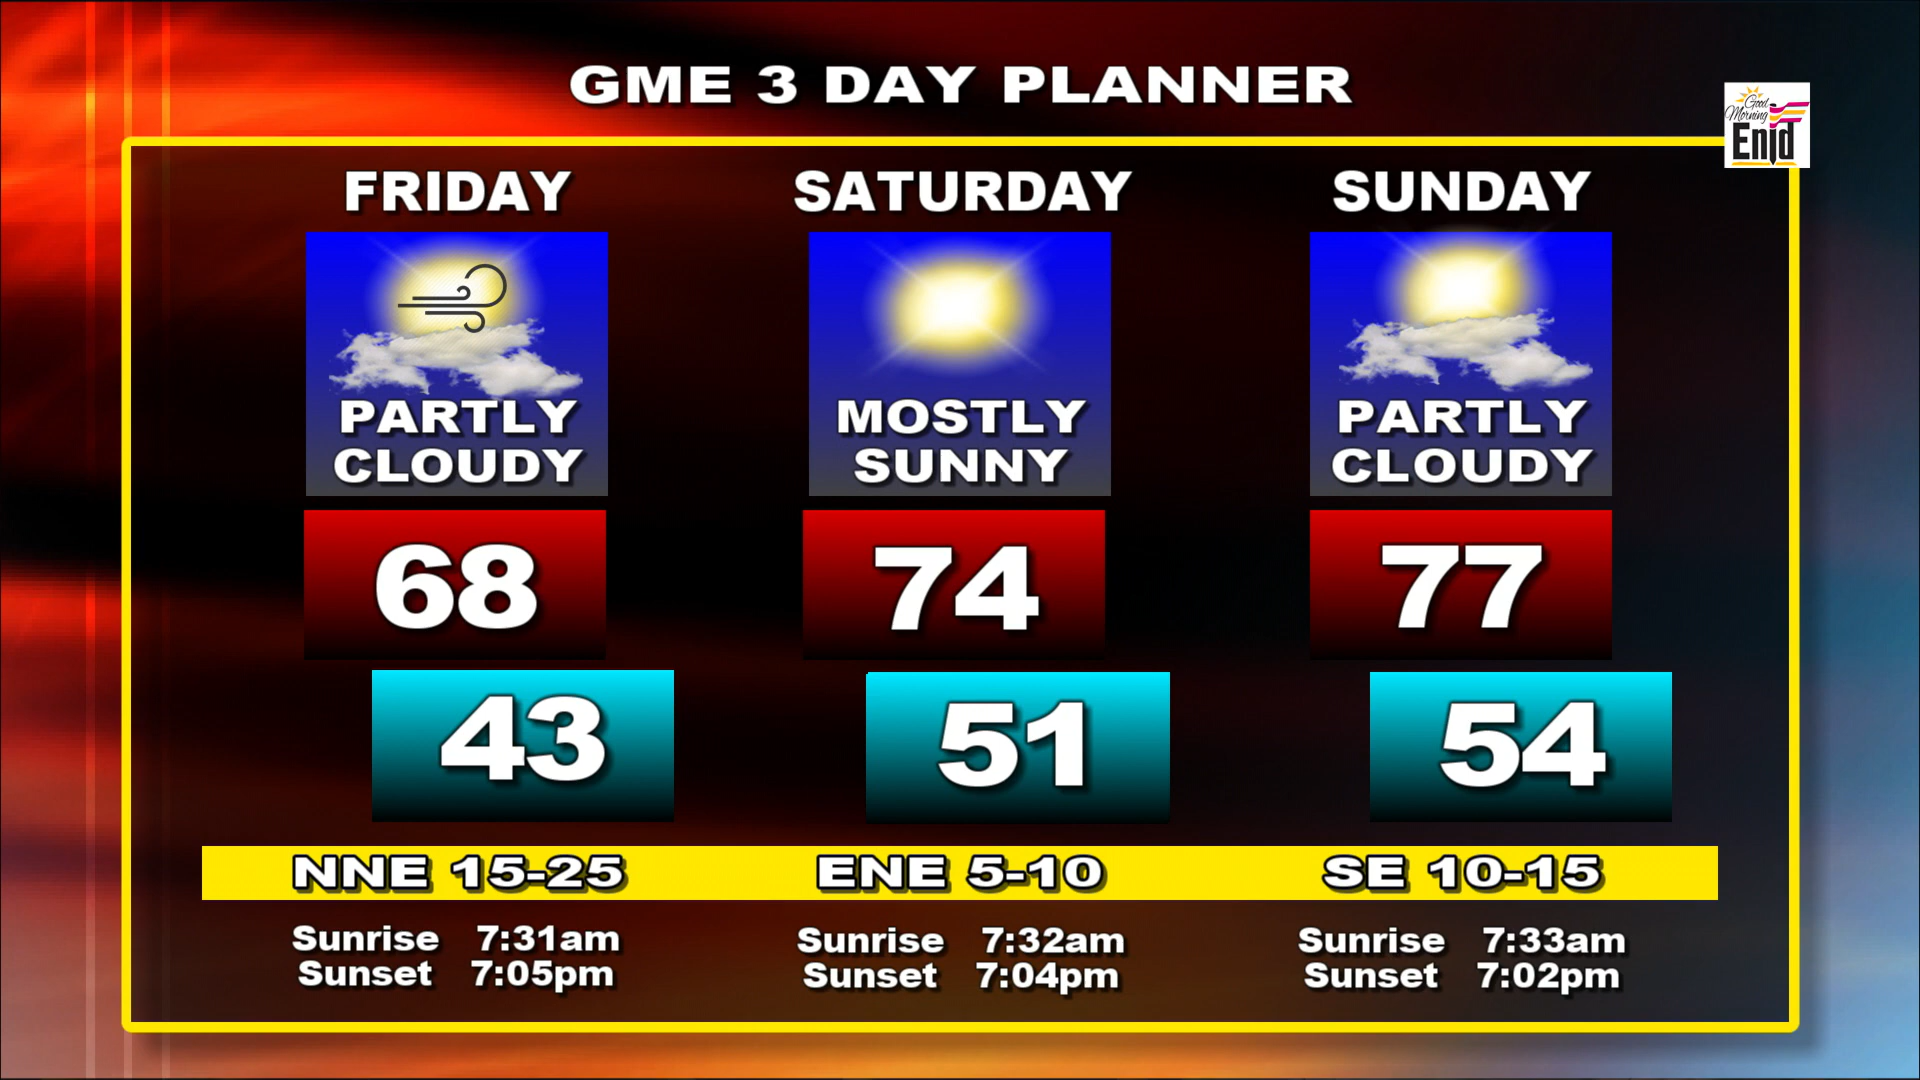 GME 3 DAY PLANNER
Good
Morning
Enid
FRIDAY
PARTLY
CLOUDY
68
43
NNE 15-25
Sunrise 7:31am
Sunset 7:05pm
SATURDAY
MOSTLY
SUNNY
74
51
ENE 5-10
Sunrise 7:32am
Sunset 7:04pm
SUNDAY
PARTLY
CLOUDY
77
54
SE 10-15
Sunrise 7:33am
Sunset 7:02pm